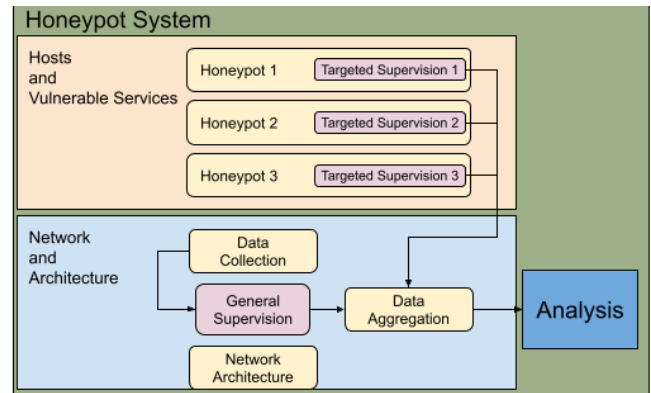 Honeypot System
Hosts
and
Vulnerable Services
Honeypot 1
Targeted Supervision 1
Honeypot 2
Targeted Supervision 2
Honeypot 3
Targeted Supervision 3
Network
and
Architecture
Data
Collection
General
Supervision
Data
Aggregation
Network
Architecture
Analysis